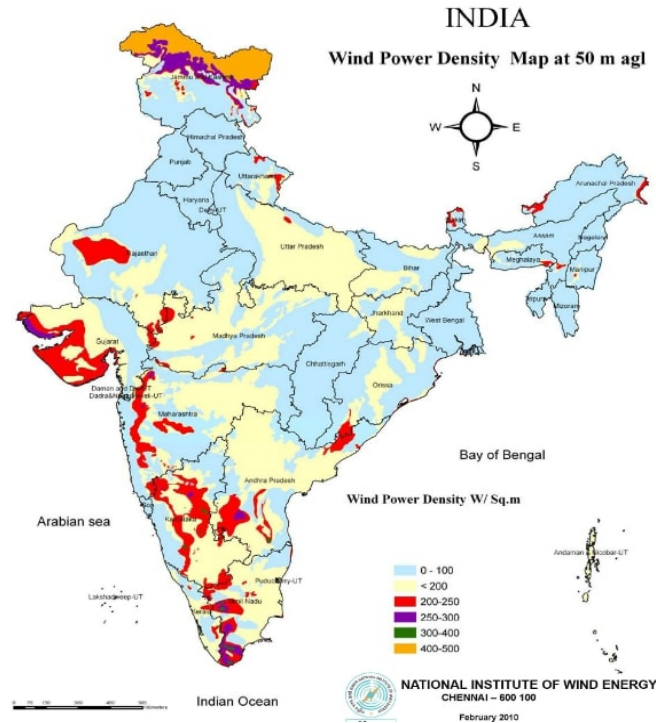 INDIA
Wind Power Density Map at 50 m agl
N
W
E
S
Himachal Pradesh
Punjab
Uttarakhand
Haryana
Arunachal Pradesh
Rajasthan
Uttar Pradesh
Assam
Bihar
Meghalaya
Manipur
Mizoram
Jharkhand
West Bengal
Gujarat
Madhya Pradesh
Chhattisgarh
Orissa
Maharashtra
Bay of Bengal
Andhra Pradesh
Wind Power Density W/ Sq.m
Arabian sea
Andaman & Nicobar-UT
0 - 100
< 200
200-250
250-300
300-400
400-500
Indian Ocean
NATIONAL INSTITUTE OF WIND ENERGY
CHENNAI – 600 100
February 2010